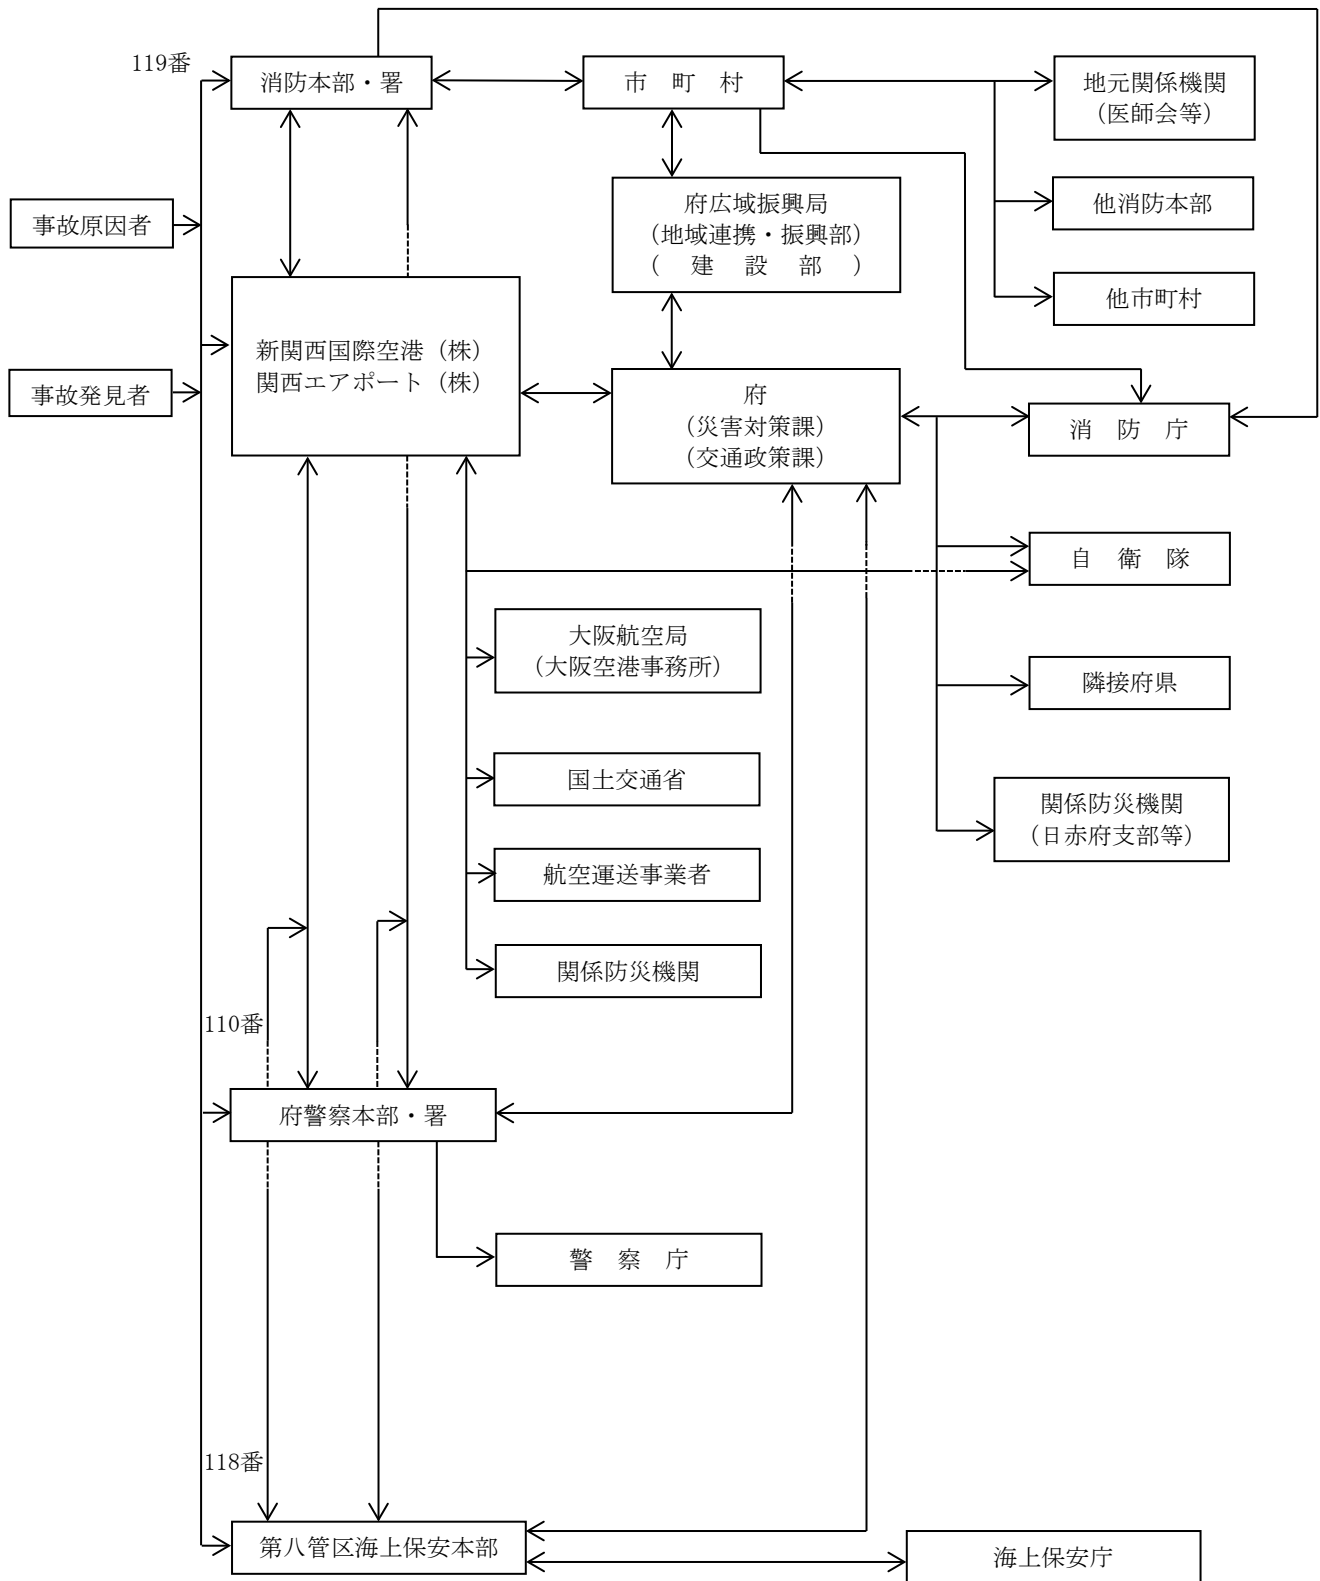 119番
消防本部・署
市　町　村
地元関係機関
（医師会等）
府広域振興局
（地域連携・振興部）
（　建　設　部　）
他消防本部
事故原因者
他市町村
新関西国際空港（株）
関西エアポート（株）
府
（災害対策課）
（交通政策課）
事故発見者
消　防　庁
自　衛　隊
大阪航空局
（大阪空港事務所）
隣接府県
国土交通省
関係防災機関
（日赤府支部等）
航空運送事業者
関係防災機関
110番
府警察本部・署
警　察　庁
118番
第八管区海上保安本部
海上保安庁